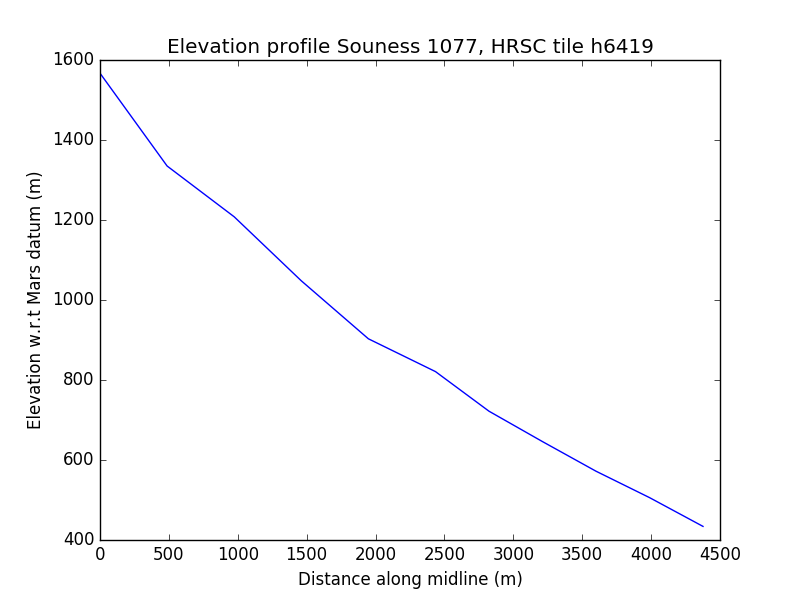 Elevation profile Souness 1077, HRSC tile h6419
1600
1400
1200
1000
800
600
400
Elevation w.r.t Mars datum (m)
0 500 1000 1500 2000 2500 3000 3500 4000 4500
Distance along midline (m)